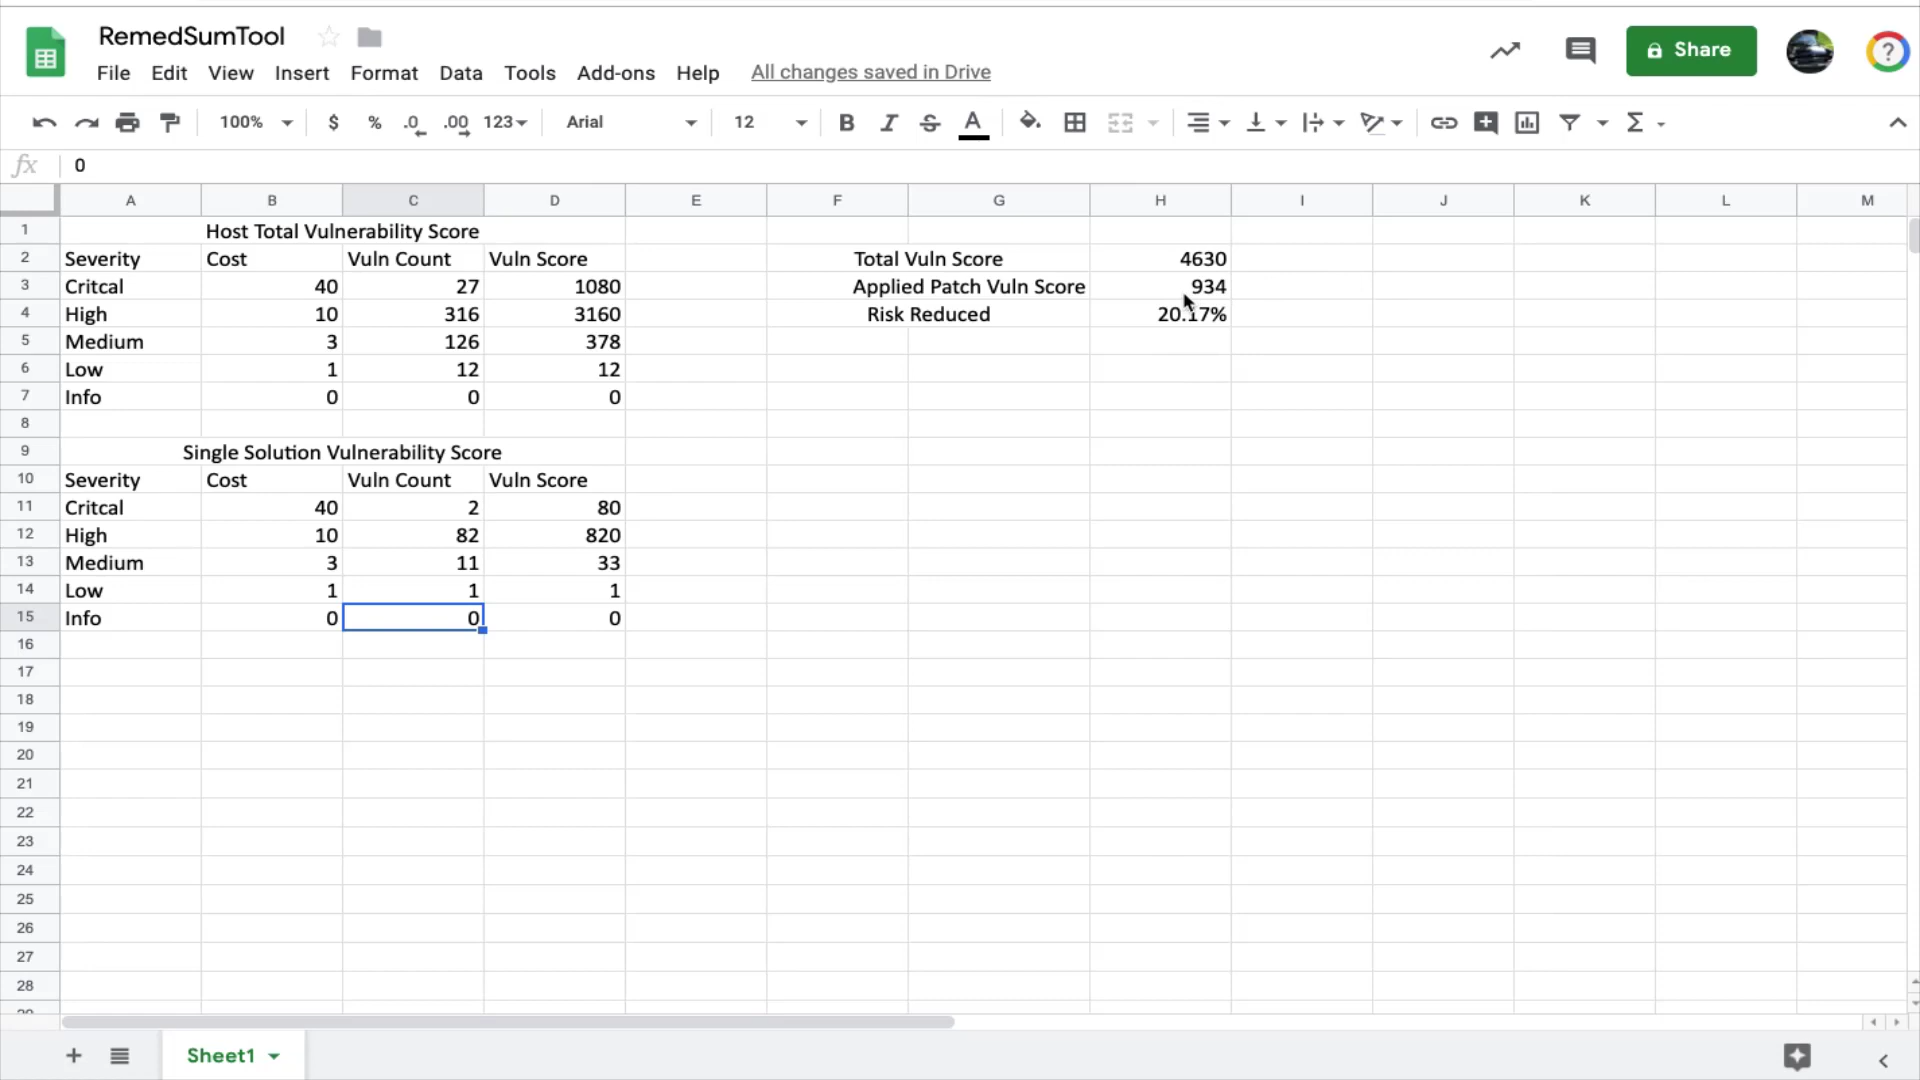 RemedSumTool
File Edit View Insert Format Data Tools Add-ons Help All changes saved in Drive
Share
?
100% $ % .0 .00 123 Arial 12 B I S A Σ
fx 0
A B C D E F G H I J K L M
1 Host Total Vulnerability Score
2 Severity Cost Vuln Count Vuln Score Total Vuln Score 4630
3 Critcal 40 27 1080 Applied Patch Vuln Score 934
4 High 10 316 3160 Risk Reduced 20.17%
5 Medium 3 126 378
6 Low 1 12 12
7 Info 0 0 0
8
9 Single Solution Vulnerability Score
10 Severity Cost Vuln Count Vuln Score
11 Critcal 40 2 80
12 High 10 82 820
13 Medium 3 11 33
14 Low 1 1 1
15 Info 0 0 0
16
17
18
19
20
21
22
23
24
25
26
27
28
Sheet1